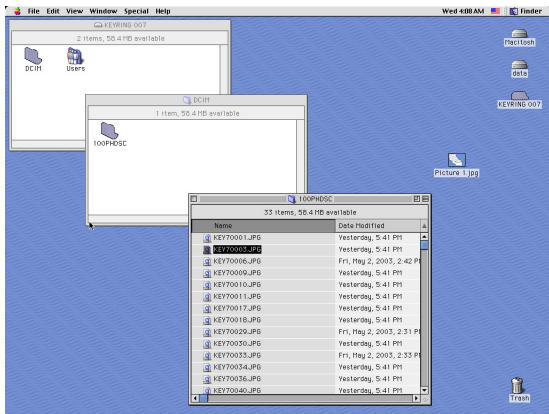 File Edit View Window Special Help
Wed 4:08 AM Finder
KEYRING 007
2 items, 58.4 MB available
DCIM
Users
DCIM
1 item, 58.4 MB available
100PHDSC
100PHDSC
33 items, 58.4 MB available
Name Date Modified
KEY70001.JPG Yesterday, 5:41 PM
KEY70003.JPG Yesterday, 5:41 PM
KEY70006.JPG Fri, May 2, 2003, 2:42 PM
KEY70009.JPG Yesterday, 5:41 PM
KEY70010.JPG Yesterday, 5:41 PM
KEY70011.JPG Yesterday, 5:41 PM
KEY70017.JPG Yesterday, 5:41 PM
KEY70018.JPG Yesterday, 5:41 PM
KEY70029.JPG Fri, May 2, 2003, 2:31 PM
KEY70030.JPG Yesterday, 5:41 PM
KEY70033.JPG Fri, May 2, 2003, 2:33 PM
KEY70034.JPG Yesterday, 5:41 PM
KEY70036.JPG Yesterday, 5:41 PM
KEY70040.JPG Yesterday, 5:41 PM
Macitosh
data
KEYRING 007
Picture 1.jpg
Trash